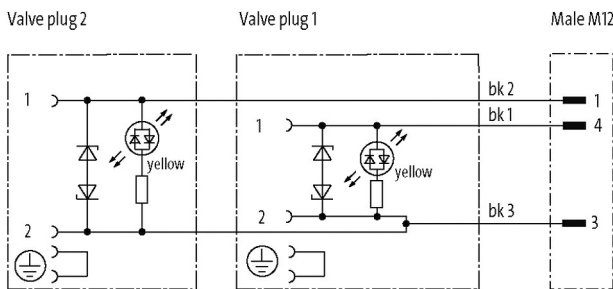 Valve plug 2
Valve plug 1
Male M12
1
bk 2
1
1
bk 1
4
yellow
yellow
2
2
bk 3
3